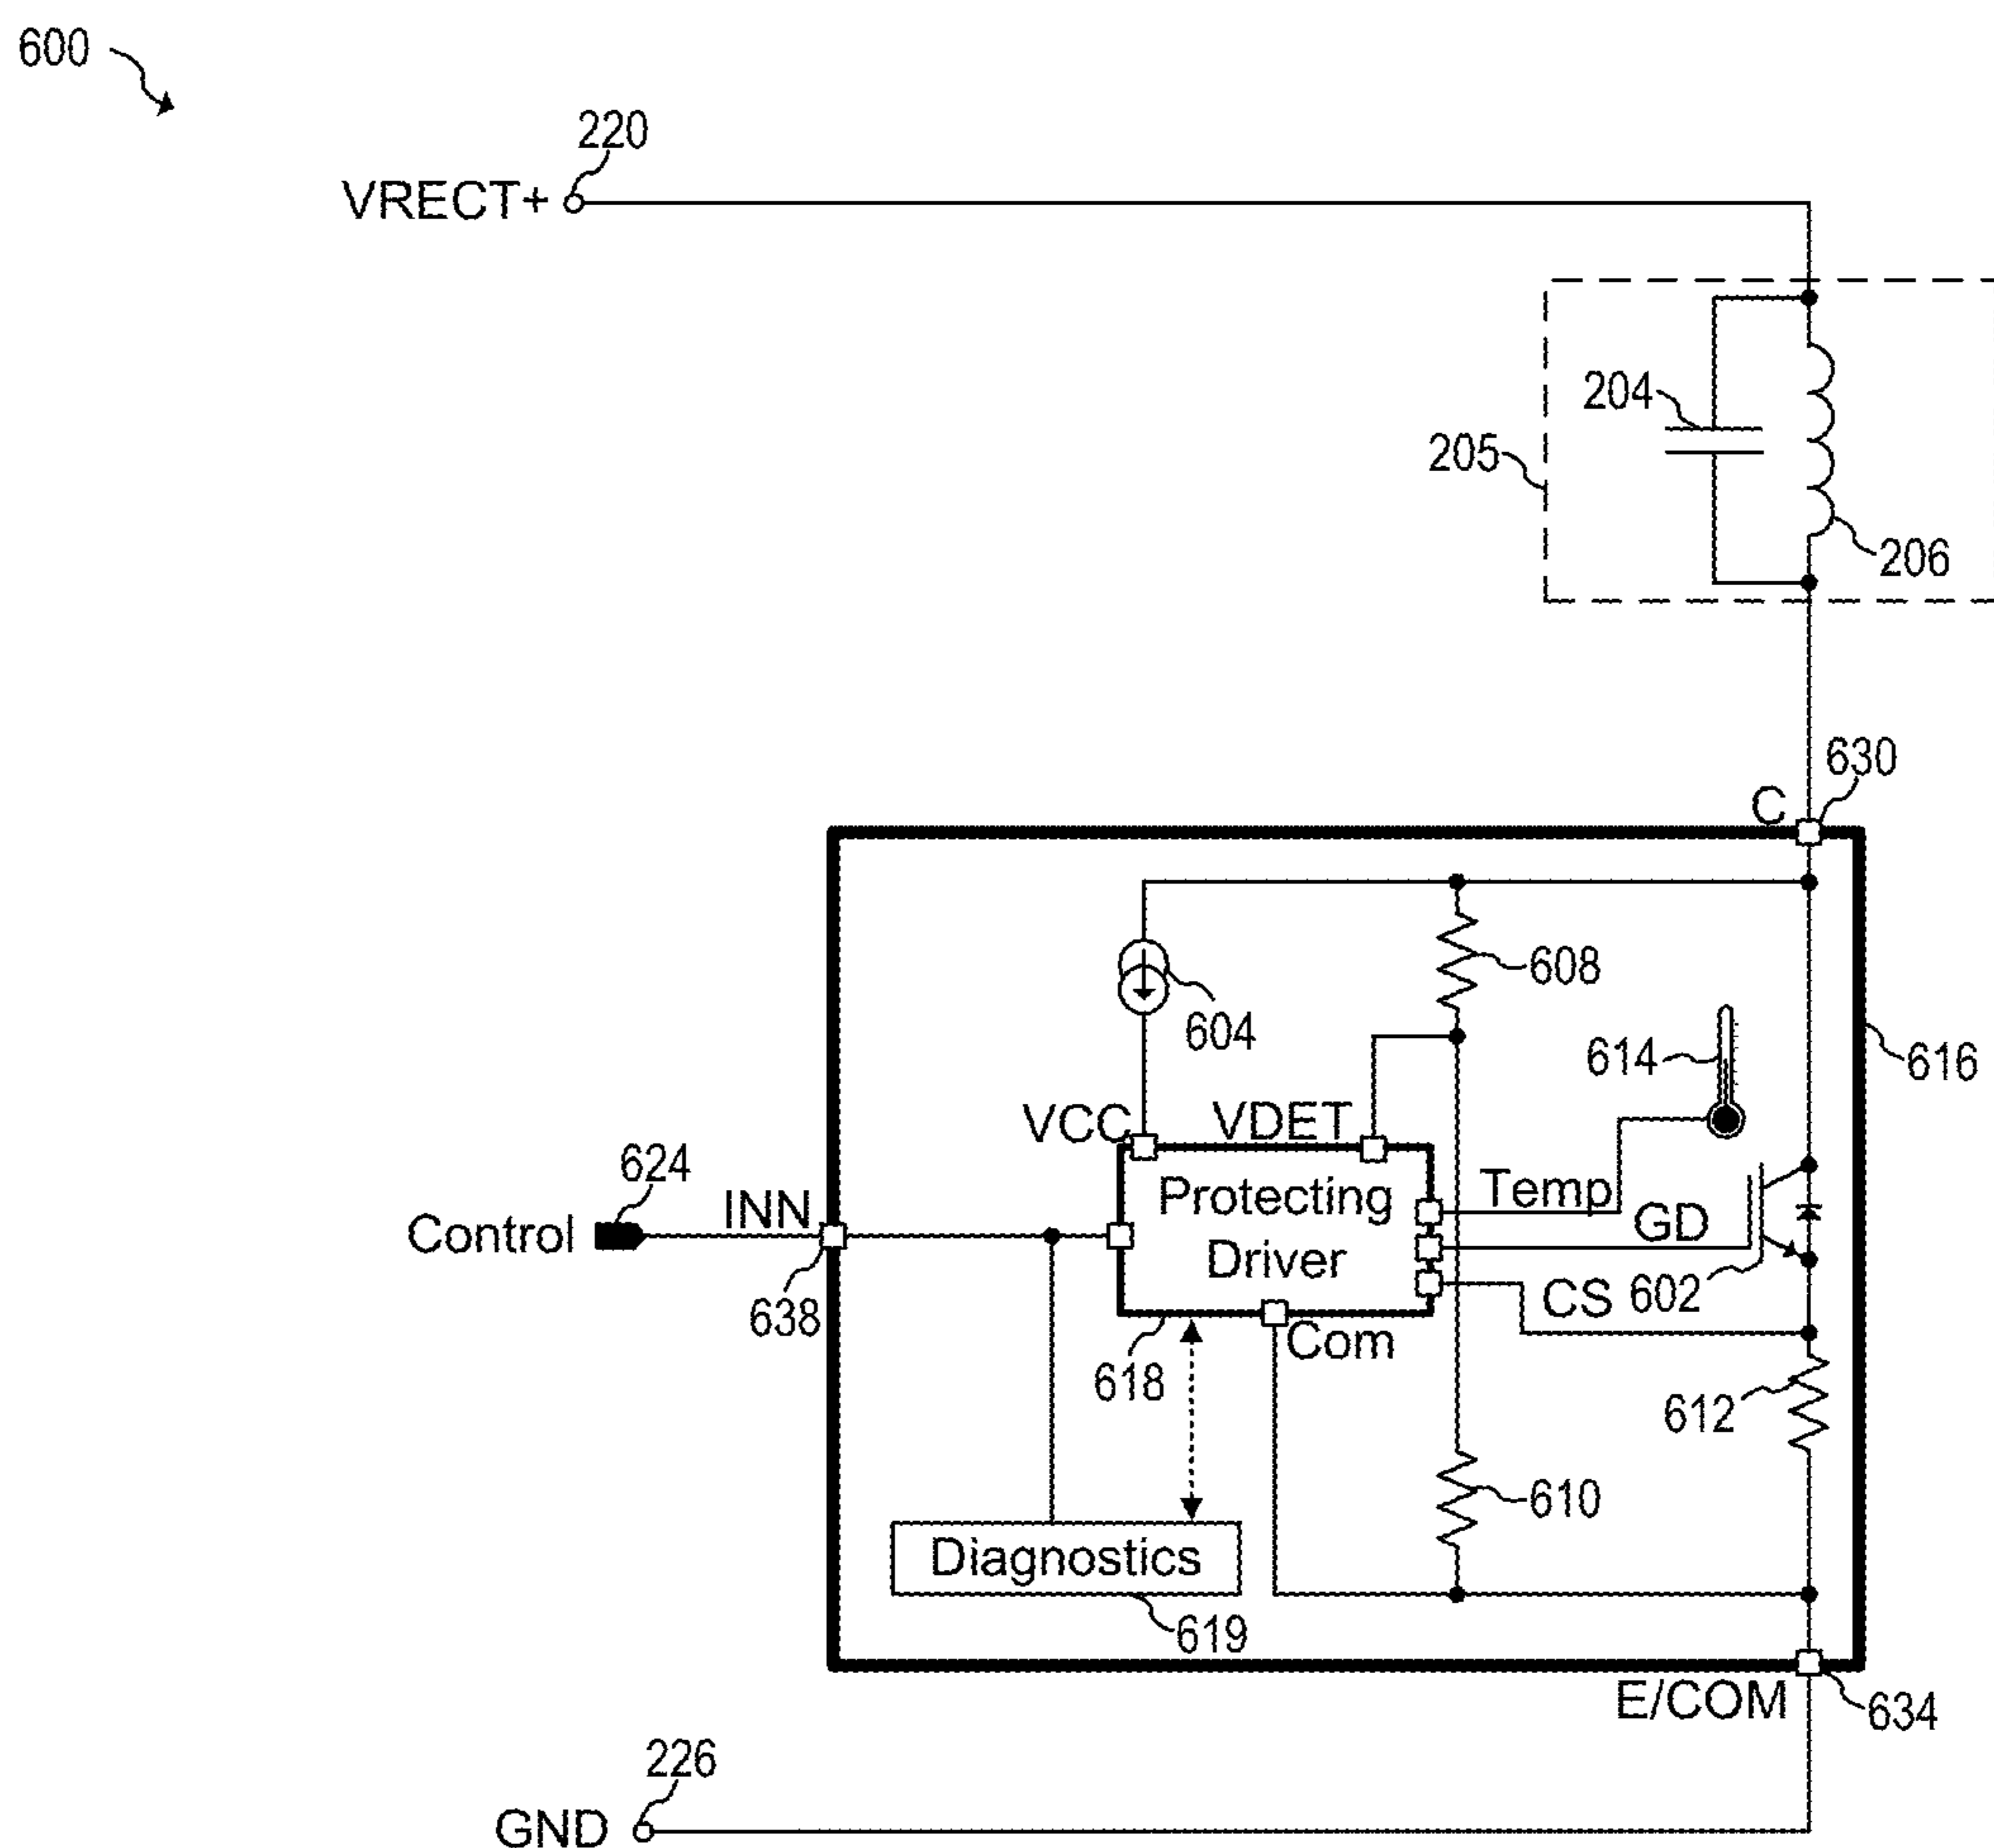 600
220
VRECT+
204
205
206
630
C
608
604
614
616
VCC
VDET
624
Protecting
Driver
Temp
INN
Control
GD
638
CS
602
Com
618
612
610
Diagnostics
619
E/COM
634
226
GND